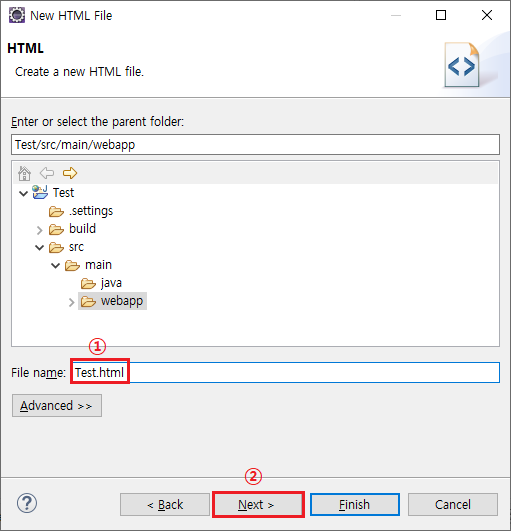 New HTML File
HTML
Create a new HTML file.
Enter or select the parent folder:
Test/src/main/webapp
Test
.settings
build
src
main
java
webapp
①
File name: Test.html
Advanced >>
②
< Back Next > Finish Cancel